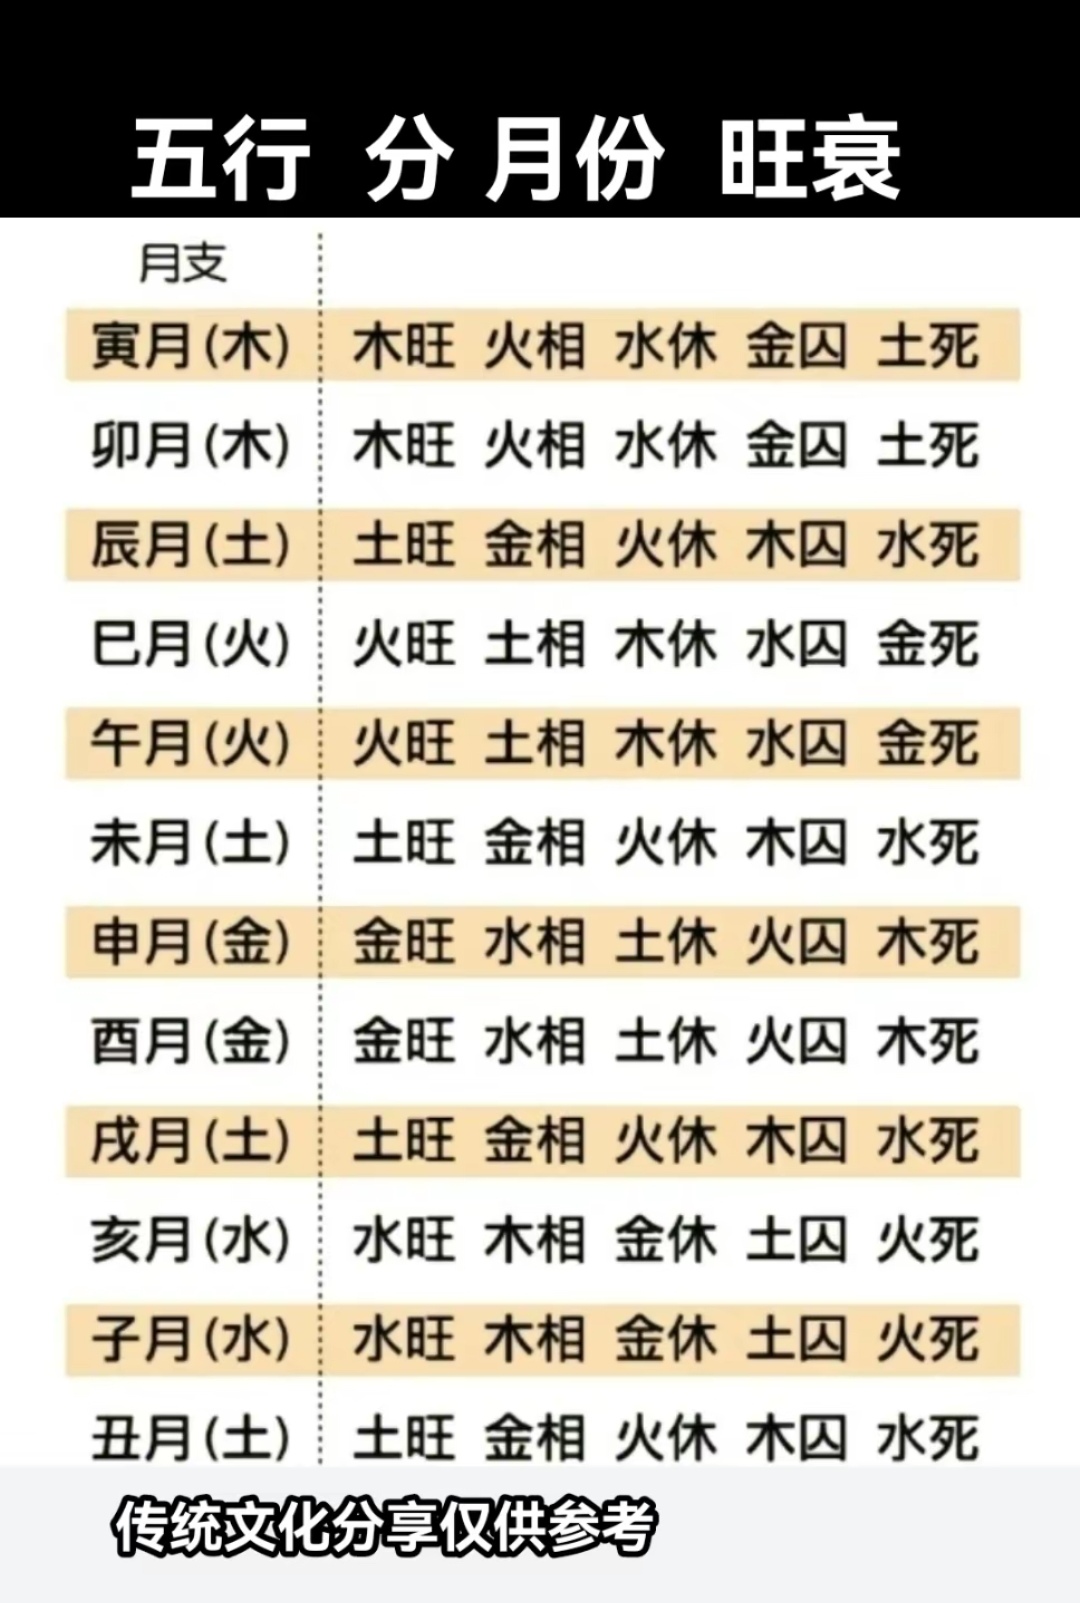 五行 分 月份 旺衰
月支
寅月(木) 木旺 火相 水休 金囚 土死
卯月(木) 木旺 火相 水休 金囚 土死
辰月(土) 土旺 金相 火休 木囚 水死
巳月(火) 火旺 土相 木休 水囚 金死
午月(火) 火旺 土相 木休 水囚 金死
未月(土) 土旺 金相 火休 木囚 水死
申月(金) 金旺 水相 土休 火囚 木死
酉月(金) 金旺 水相 土休 火囚 木死
戌月(土) 土旺 金相 火休 木囚 水死
亥月(水) 水旺 木相 金休 土囚 火死
子月(水) 水旺 木相 金休 土囚 火死
丑月(土) 土旺 金相 火休 木囚 水死
传统文化分享仅供参考